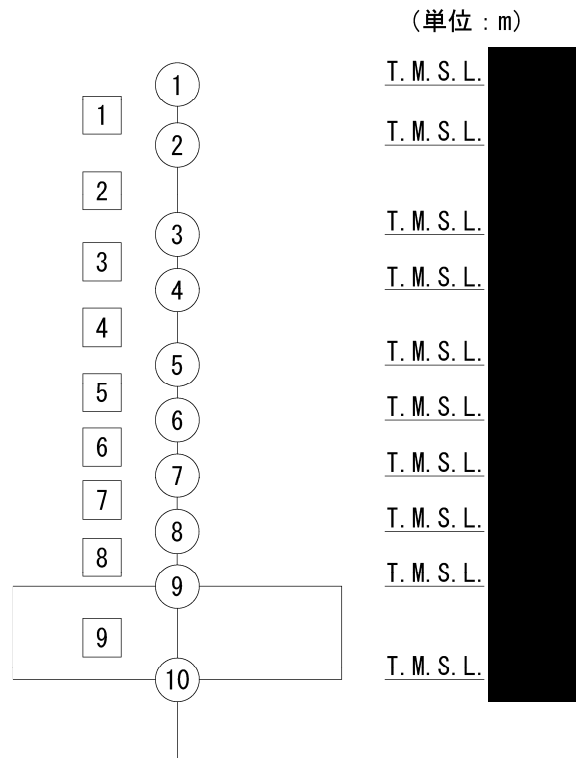 (単位:m)
① T.M.S.L.
1
② T.M.S.L.
2
③ T.M.S.L.
3
④ T.M.S.L.
4
⑤ T.M.S.L.
5
⑥ T.M.S.L.
6
⑦ T.M.S.L.
7
⑧ T.M.S.L.
8
⑨ T.M.S.L.
9
⑩ T.M.S.L.